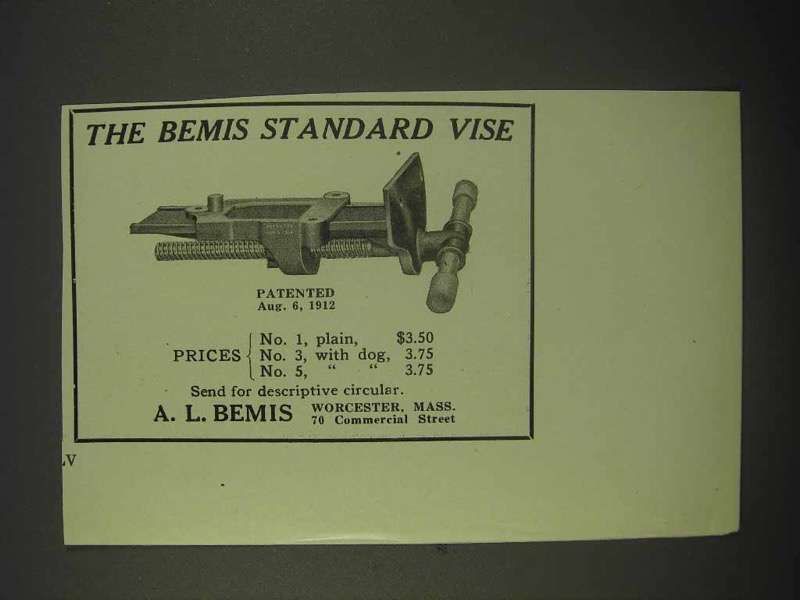 THE BEMIS STANDARD VISE
PATENTED
Aug. 6, 1912
PRICES { No. 1, plain, $3.50
No. 3, with dog, 3.75
No. 5, " " 3.75
Send for descriptive circular.
A. L. BEMIS WORCESTER, MASS.
70 Commercial Street
LV